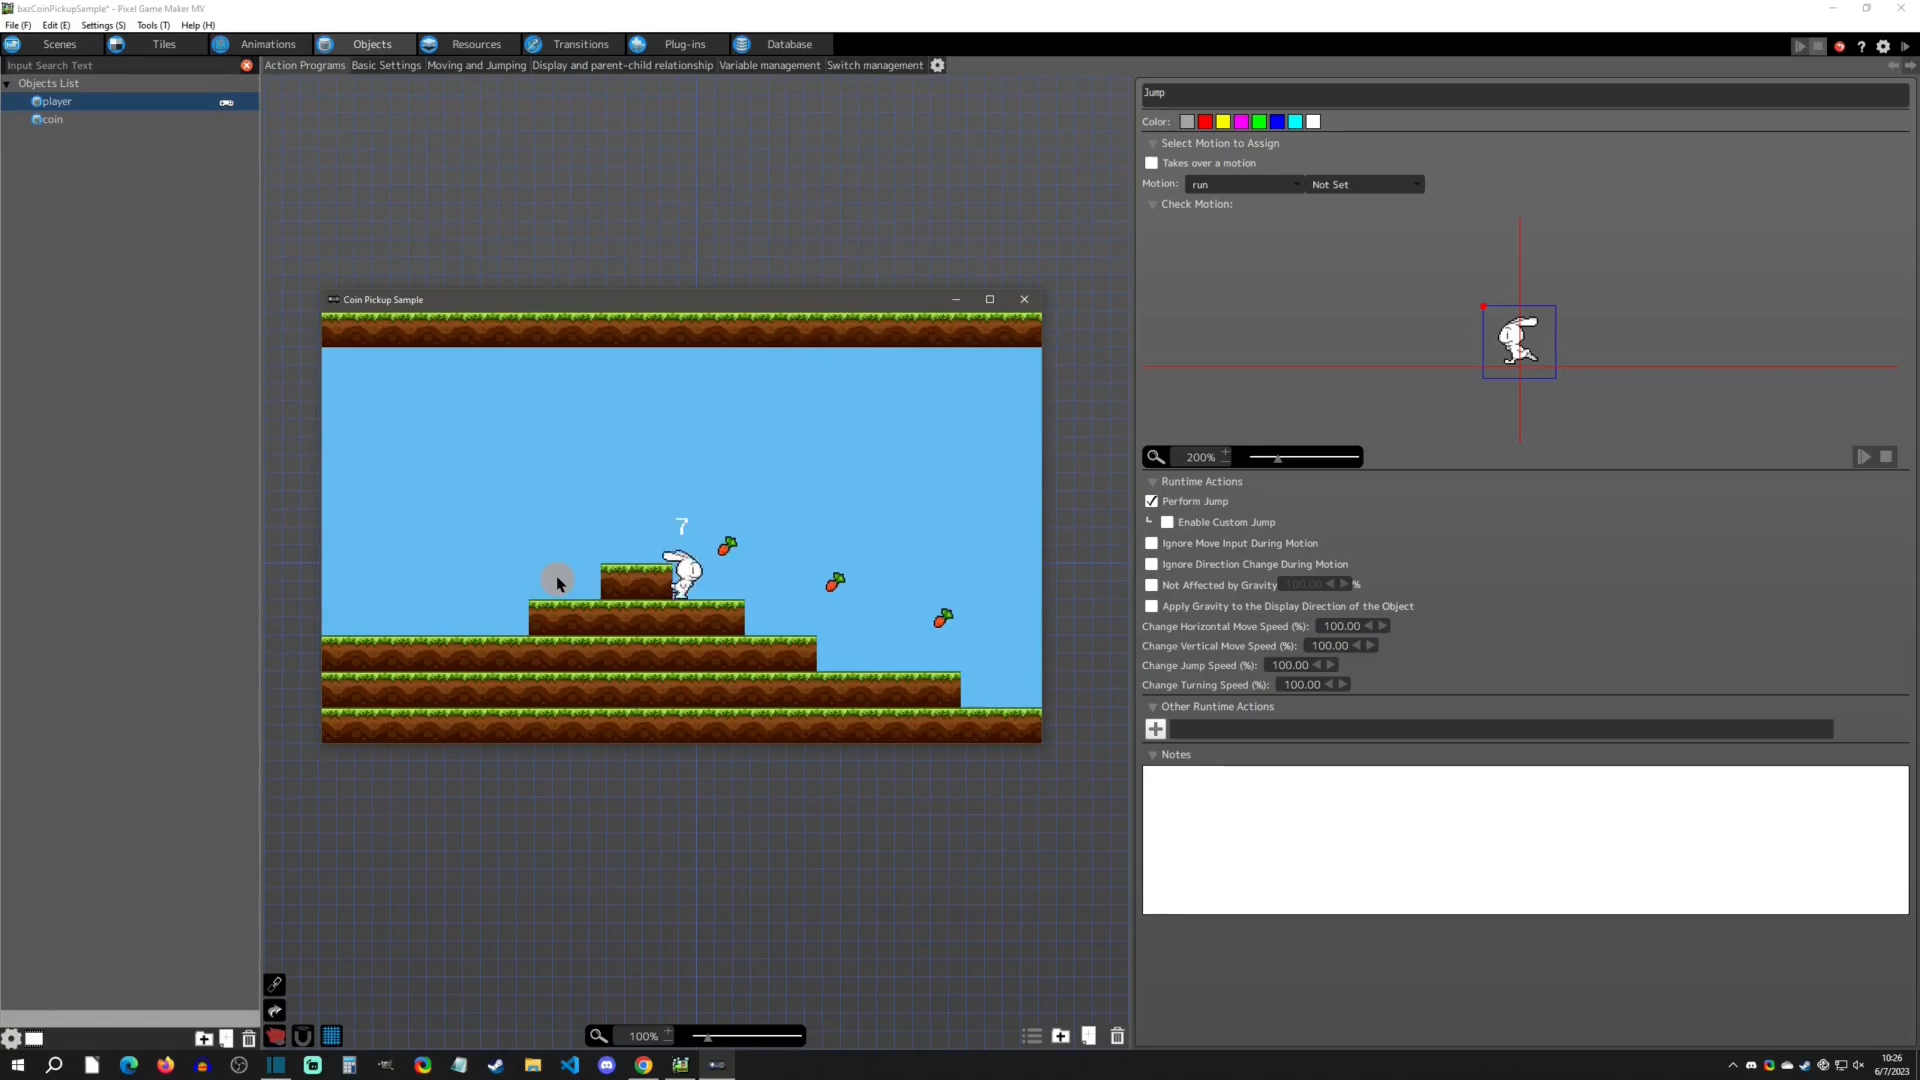 bazCoinPickupSample* - Pixel Game Maker MV
File (F) Edit (E) Settings (S) Tools (T) Help (H)
Scenes Tiles Animations Objects Resources Transitions Plug-ins Database
Input Search Text
Action Programs Basic Settings Moving and Jumping Display and parent-child relationship Variable management Switch management
Objects List
player
coin
Jump
Color:
Select Motion to Assign
Takes over a motion
Motion: run Not Set
Check Motion:
Coin Pickup Sample
7
200%
Runtime Actions
Perform Jump
Enable Custom Jump
Ignore Move Input During Motion
Ignore Direction Change During Motion
Not Affected by Gravity 100.00 %
Apply Gravity to the Display Direction of the Object
Change Horizontal Move Speed (%): 100.00
Change Vertical Move Speed (%): 100.00
Change Jump Speed (%): 100.00
Change Turning Speed (%): 100.00
Other Runtime Actions
Notes
100%
10:26
6/7/2023